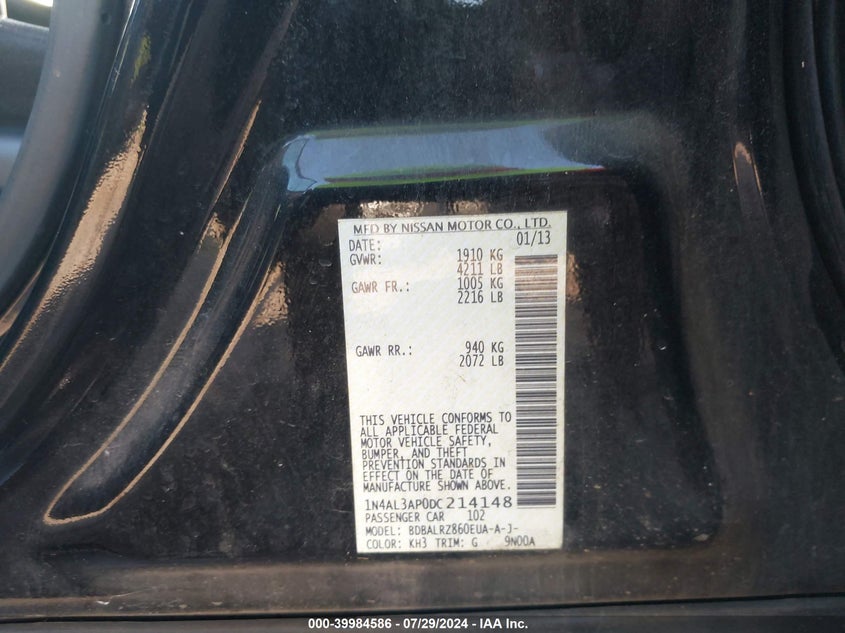 MFD BY NISSAN MOTOR CO., LTD.
DATE: 01/13
GVWR: 1910 KG
4211 LB
GAWR FR.: 1005 KG
2216 LB
GAWR RR.: 940 KG
2072 LB
THIS VEHICLE CONFORMS TO
ALL APPLICABLE FEDERAL
MOTOR VEHICLE SAFETY,
BUMPER, AND THEFT
PREVENTION STANDARDS IN
EFFECT ON THE DATE OF
MANUFACTURE SHOWN ABOVE.
1N4AL3AP0DC214148
PASSENGER CAR 102
MODEL: BDBALRZ860EUA-A-J-
COLOR: KH3 TRIM: G 9N00A
000-39984586 / 07/29/2024 - IAA Inc.